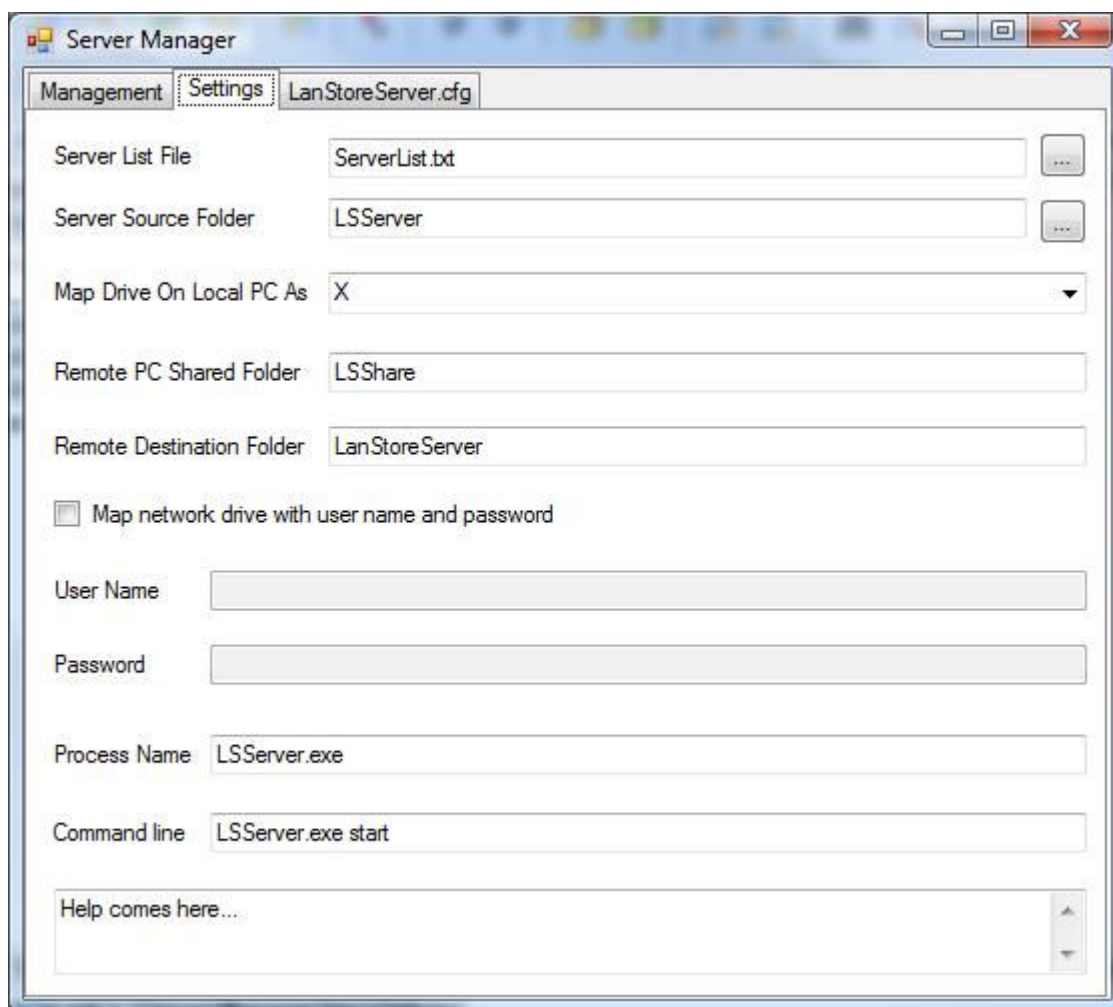 Server Manager
Management Settings LanStoreServer.cfg
Server List File ServerList.txt ...
Server Source Folder LSServer ...
Map Drive On Local PC As X
Remote PC Shared Folder LSShare
Remote Destination Folder LanStoreServer
Map network drive with user name and password
User Name
Password
Process Name LSServer.exe
Command line LSServer.exe start
Help comes here...